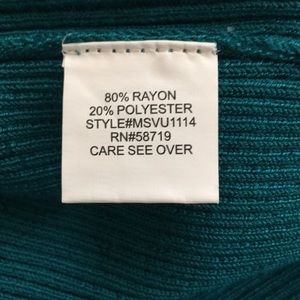 80% RAYON
20% POLYESTER
STYLE#MSVU1114
RN#58719
CARE SEE OVER